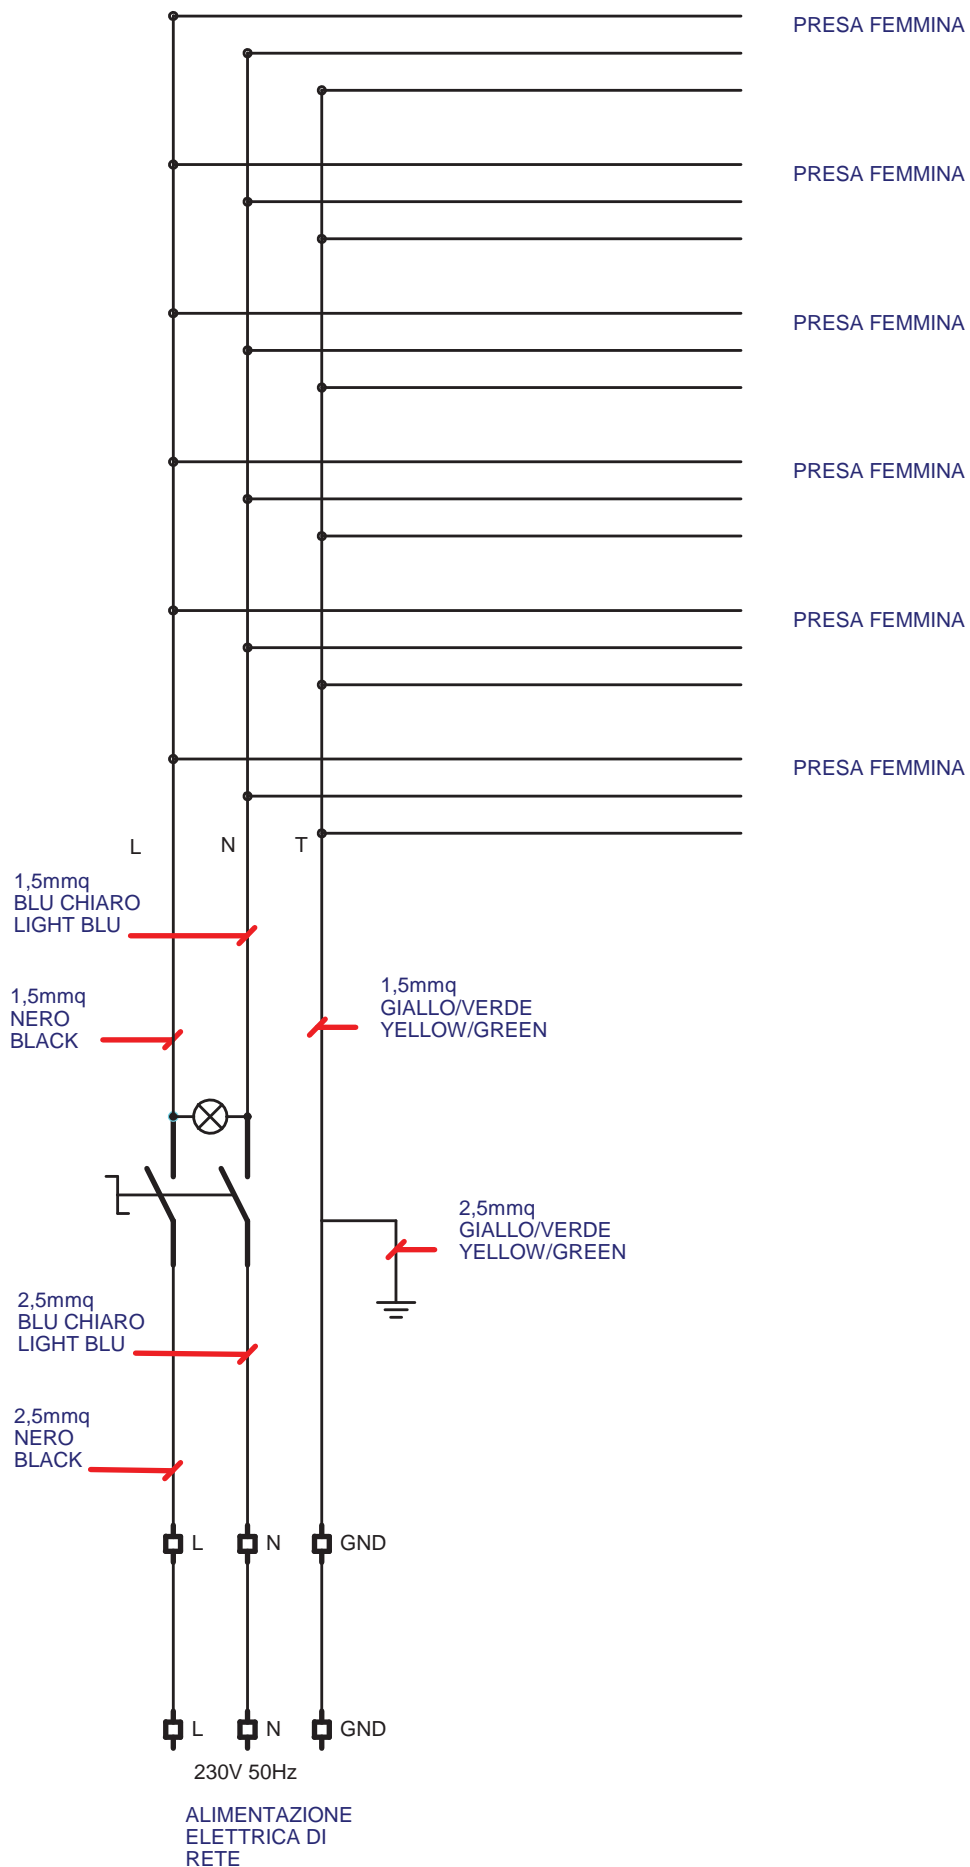 PRESA FEMMINA
PRESA FEMMINA
PRESA FEMMINA
PRESA FEMMINA
PRESA FEMMINA
PRESA FEMMINA
L N T
1,5mmq
BLU CHIARO
LIGHT BLU
1,5mmq
NERO
BLACK
1,5mmq
GIALLO/VERDE
YELLOW/GREEN
2,5mmq
GIALLO/VERDE
YELLOW/GREEN
2,5mmq
BLU CHIARO
LIGHT BLU
2,5mmq
NERO
BLACK
L N GND
L N GND
230V 50Hz
ALIMENTAZIONE
ELETTRICA DI
RETE